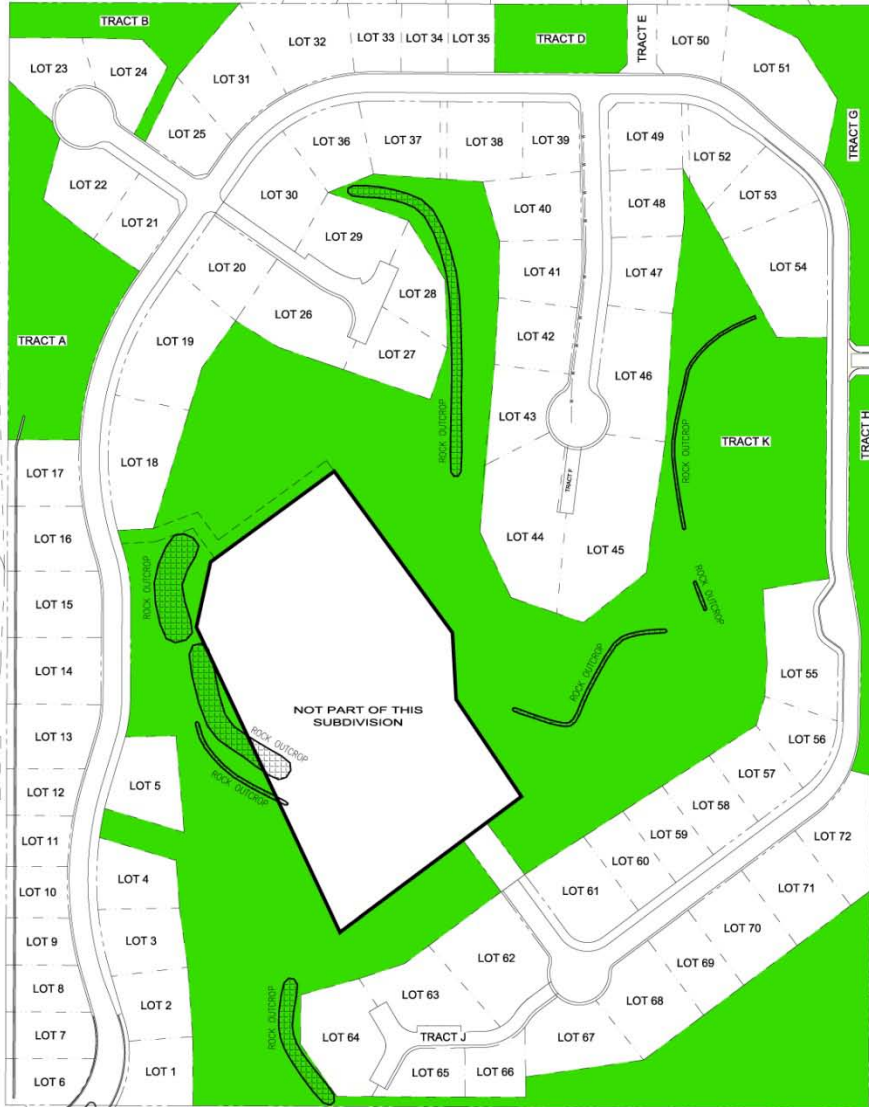 TRACT B
LOT 32
LOT 33
LOT 34
LOT 35
TRACT D
TRACT E
LOT 50
LOT 51
LOT 23
LOT 24
LOT 31
LOT 25
LOT 36
LOT 37
LOT 38
LOT 39
LOT 49
LOT 52
TRACT G
LOT 22
LOT 21
LOT 30
LOT 29
LOT 40
LOT 48
LOT 53
LOT 20
LOT 28
LOT 41
LOT 47
LOT 54
LOT 26
LOT 19
LOT 27
LOT 42
TRACT A
LOT 46
LOT 43
ROCK OUTCROP
ROCK OUTCROP
TRACT K
TRACT H
LOT 18
LOT 17
TRACT F
LOT 16
LOT 44
LOT 45
ROCK OUTCROP
LOT 15
ROCK OUTCROP
LOT 14
ROCK OUTCROP
LOT 55
NOT PART OF THIS
SUBDIVISION
LOT 13
LOT 56
ROCK OUTCROP
LOT 57
LOT 5
LOT 12
ROCK OUTCROP
LOT 58
LOT 11
LOT 59
LOT 72
LOT 60
LOT 4
LOT 61
LOT 71
LOT 10
LOT 70
LOT 3
LOT 9
LOT 62
LOT 69
LOT 8
LOT 63
LOT 68
LOT 2
ROCK OUTCROP
LOT 7
LOT 64
TRACT J
LOT 67
LOT 1
LOT 65
LOT 66
LOT 6